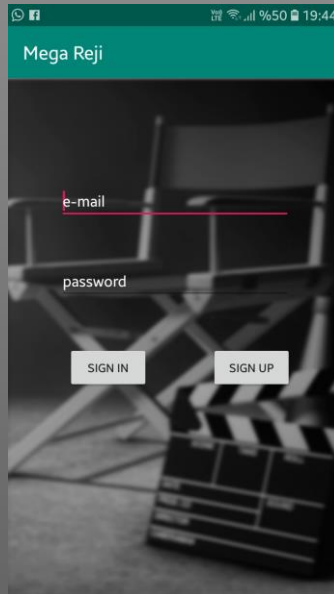 %50 19:44
Mega Reji
e-mail
password
SIGN IN
SIGN UP